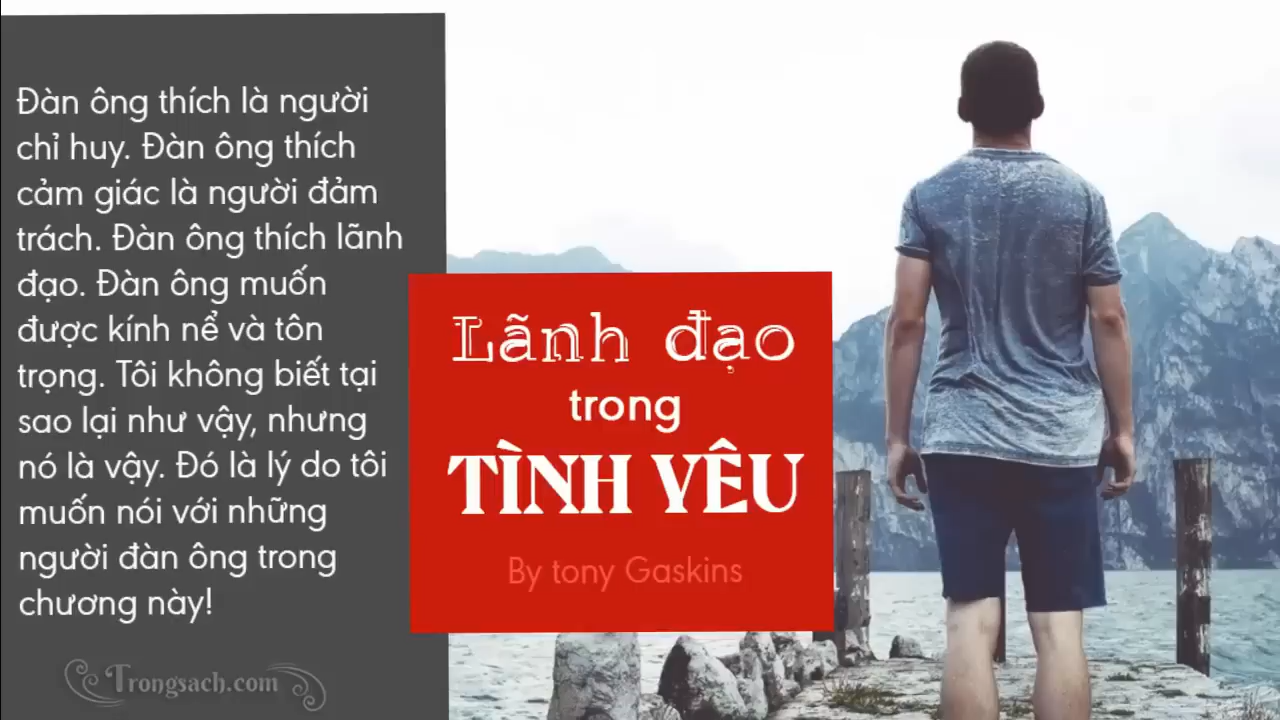 Đàn ông thích là người
chỉ huy. Đàn ông thích
cảm giác là người đảm
trách. Đàn ông thích lãnh
đạo. Đàn ông muốn
được kính nể và tôn
trọng. Tôi không biết tại
sao lại như vậy, nhưng
nó là vậy. Đó là lý do tôi
muốn nói với những
người đàn ông trong
chương này!
Trongsach.com
Lãnh đạo
trong
TÌNH YÊU
By tony Gaskins